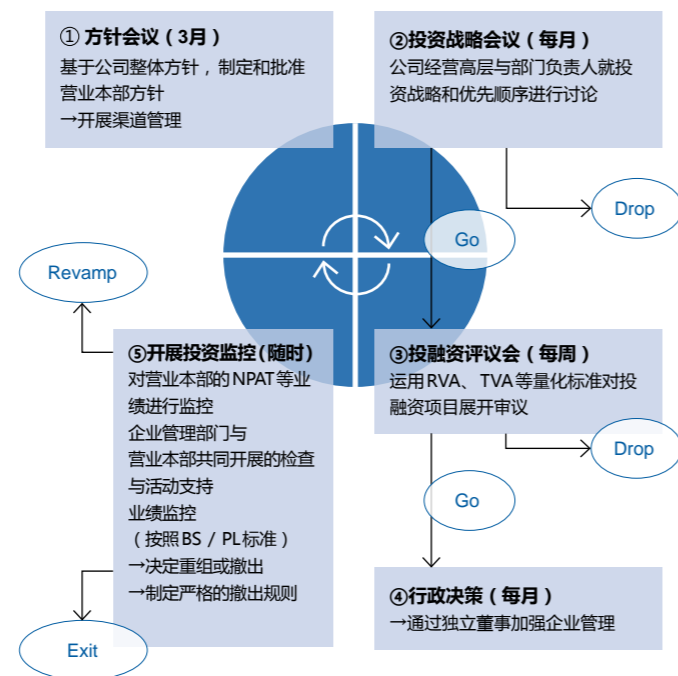 ① 方针会议（3月）
基于公司整体方针，制定和批准
营业本部方针
→开展渠道管理
②投资战略会议（每月）
公司经营高层与部门负责人就投
资战略和优先顺序进行讨论
Drop
Go
Revamp
③投融资评议会（每周）
运用RVA、TVA等量化标准对投
融资项目展开审议
Drop
Go
④行政决策（每月）
→通过独立董事加强企业管理
⑤开展投资监控(随时)
对营业本部的NPAT等业
绩进行监控
企业管理部门与
营业本部共同开展的检查
与活动支持
业绩监控
（按照BS / PL标准）
→决定重组或撤出
→制定严格的撤出规则
Exit